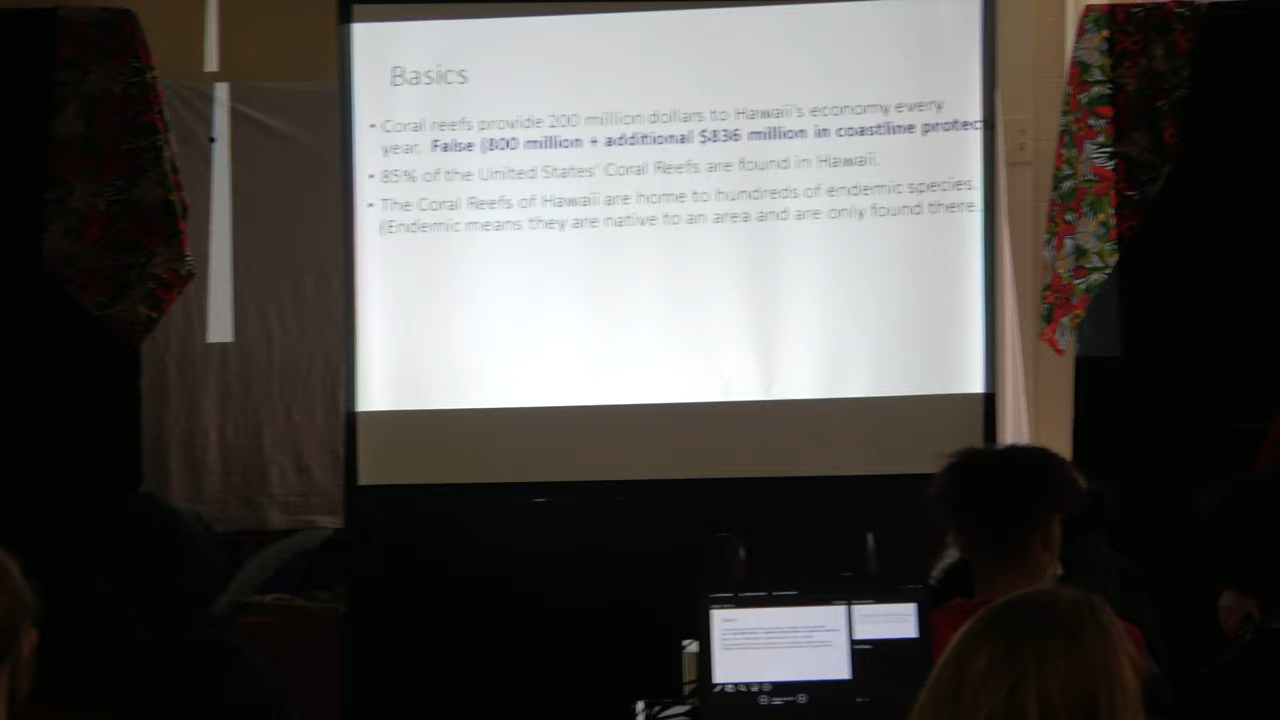 Basics
• Coral reefs provide 200 million dollars to Hawaii's economy every
year. False (800 million + additional $836 million in coastline protec
• 85% of the United States' Coral Reefs are found in Hawaii.
• The Coral Reefs of Hawaii are home to hundreds of endemic species.
(Endemic means they are native to an area and are only found there.